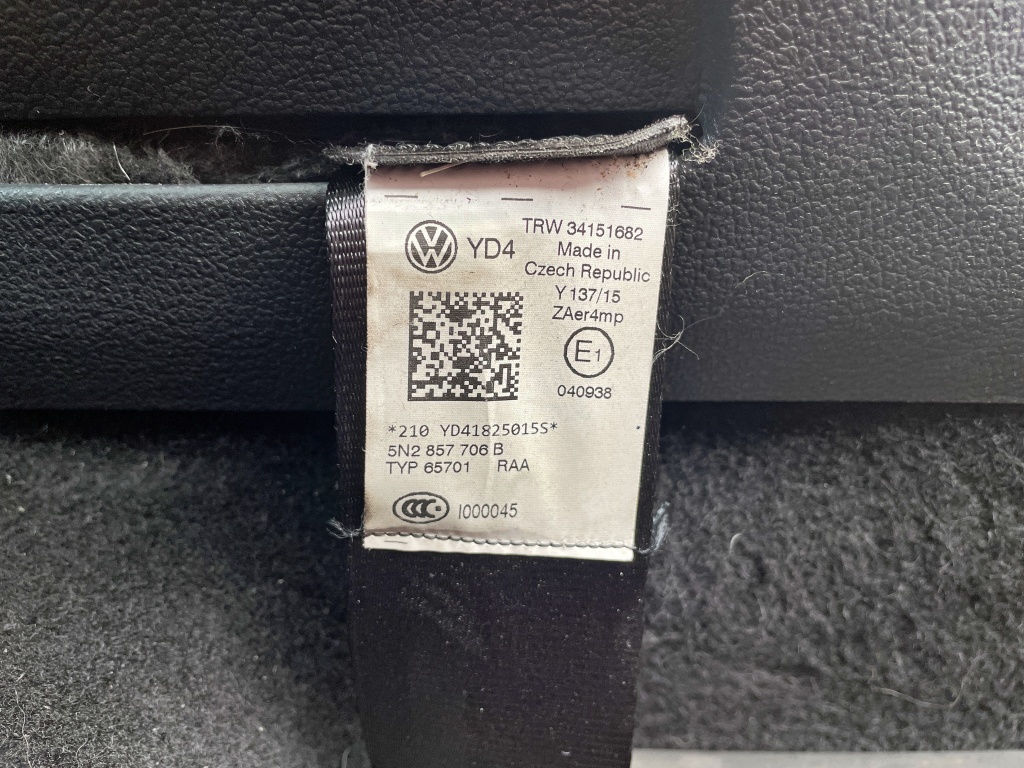 YD4
TRW 34151682
Made in
Czech Republic
Y 137/15
ZAer4mp
E1
040938
*210 YD41825015S*
5N2 857 706 B
TYP 65701 RAA
CCC I000045